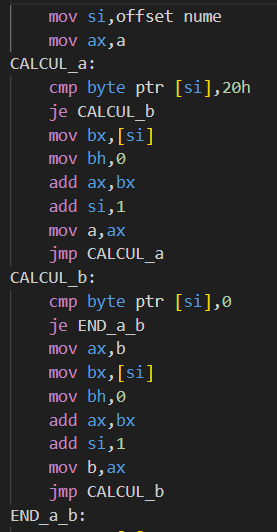 mov si,offset nume
mov ax,a
CALCUL_a:
cmp byte ptr [si],20h
je CALCUL_b
mov bx,[si]
mov bh,0
add ax,bx
add si,1
mov a,ax
jmp CALCUL_a
CALCUL_b:
cmp byte ptr [si],0
je END_a_b
mov ax,b
mov bx,[si]
mov bh,0
add ax,bx
add si,1
mov b,ax
jmp CALCUL_b
END_a_b: